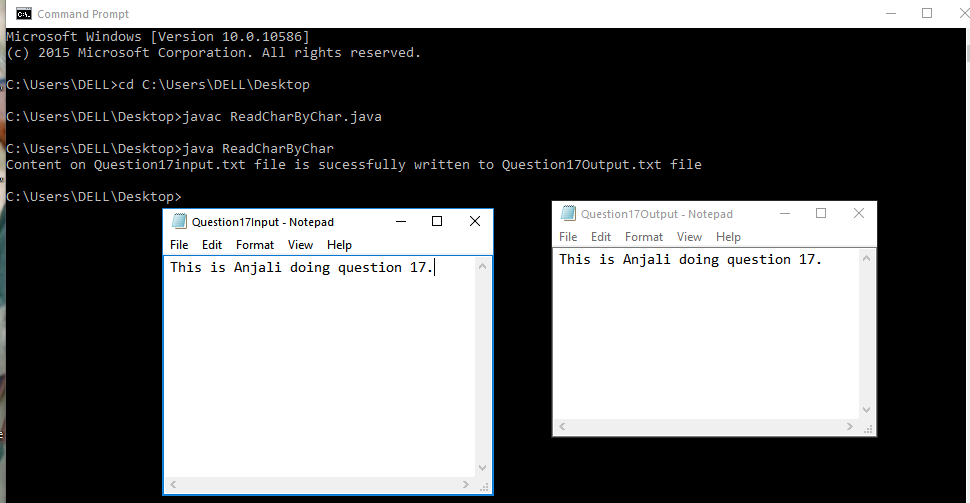 Command Prompt
Microsoft Windows [Version 10.0.10586]
(c) 2015 Microsoft Corporation. All rights reserved.
C:\Users\DELL>cd C:\Users\DELL\Desktop
C:\Users\DELL\Desktop>javac ReadCharByChar.java
C:\Users\DELL\Desktop>java ReadCharByChar
Content on Question17input.txt file is sucessfully written to Question17Output.txt file
C:\Users\DELL\Desktop>
Question17Input - Notepad
File Edit Format View Help
This is Anjali doing question 17.
Question17Output - Notepad
File Edit Format View Help
This is Anjali doing question 17.